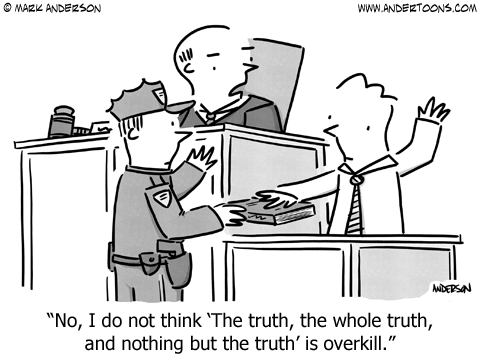 © MARK ANDERSON
WWW.ANDERTOONS.COM
ANDERSON
“No, I do not think ‘The truth, the whole truth,
and nothing but the truth’ is overkill.”